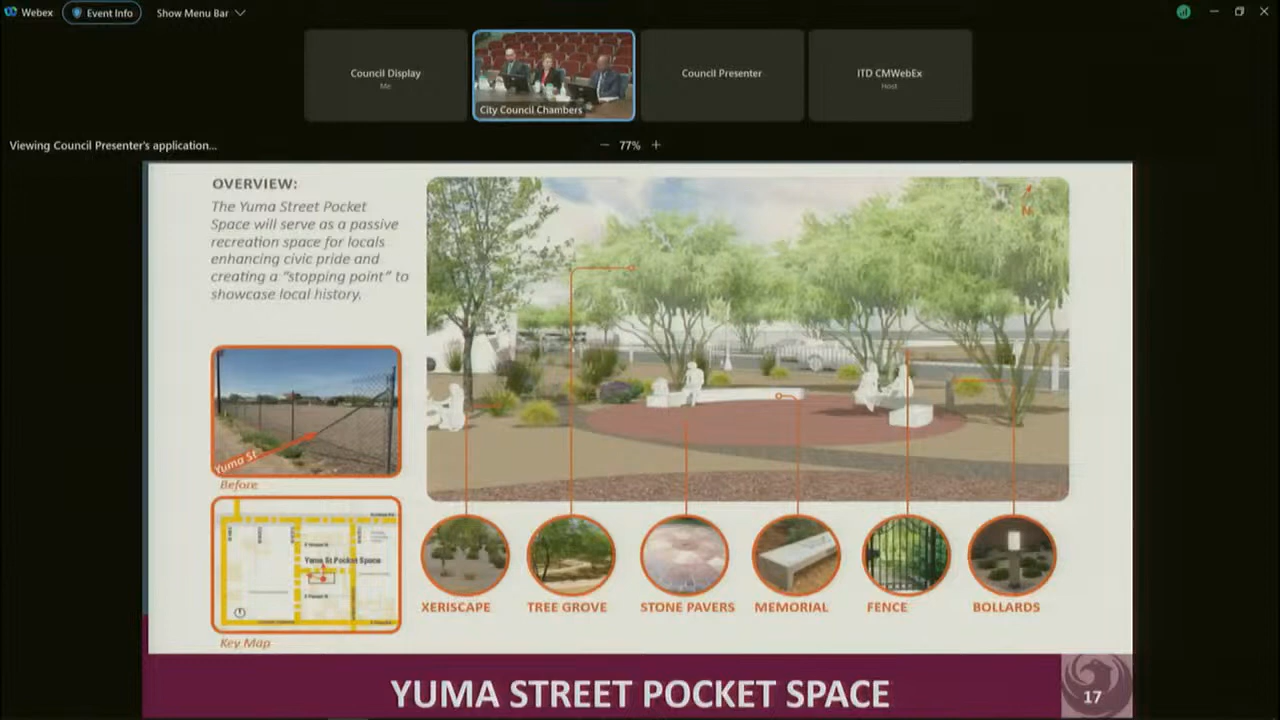 Webex
Event Info
Show Menu Bar
Council Display
Me
City Council Chambers
Council Presenter
ITD CMWebEx
Host
Viewing Council Presenter's application...
77%
OVERVIEW:
The Yuma Street Pocket
Space will serve as a passive
recreation space for locals
enhancing civic pride and
creating a “stopping point” to
showcase local history.
N
Yuma St
Before
Yuma St Pocket Space
Key Map
XERISCAPE
TREE GROVE
STONE PAVERS
MEMORIAL
FENCE
BOLLARDS
YUMA STREET POCKET SPACE
17